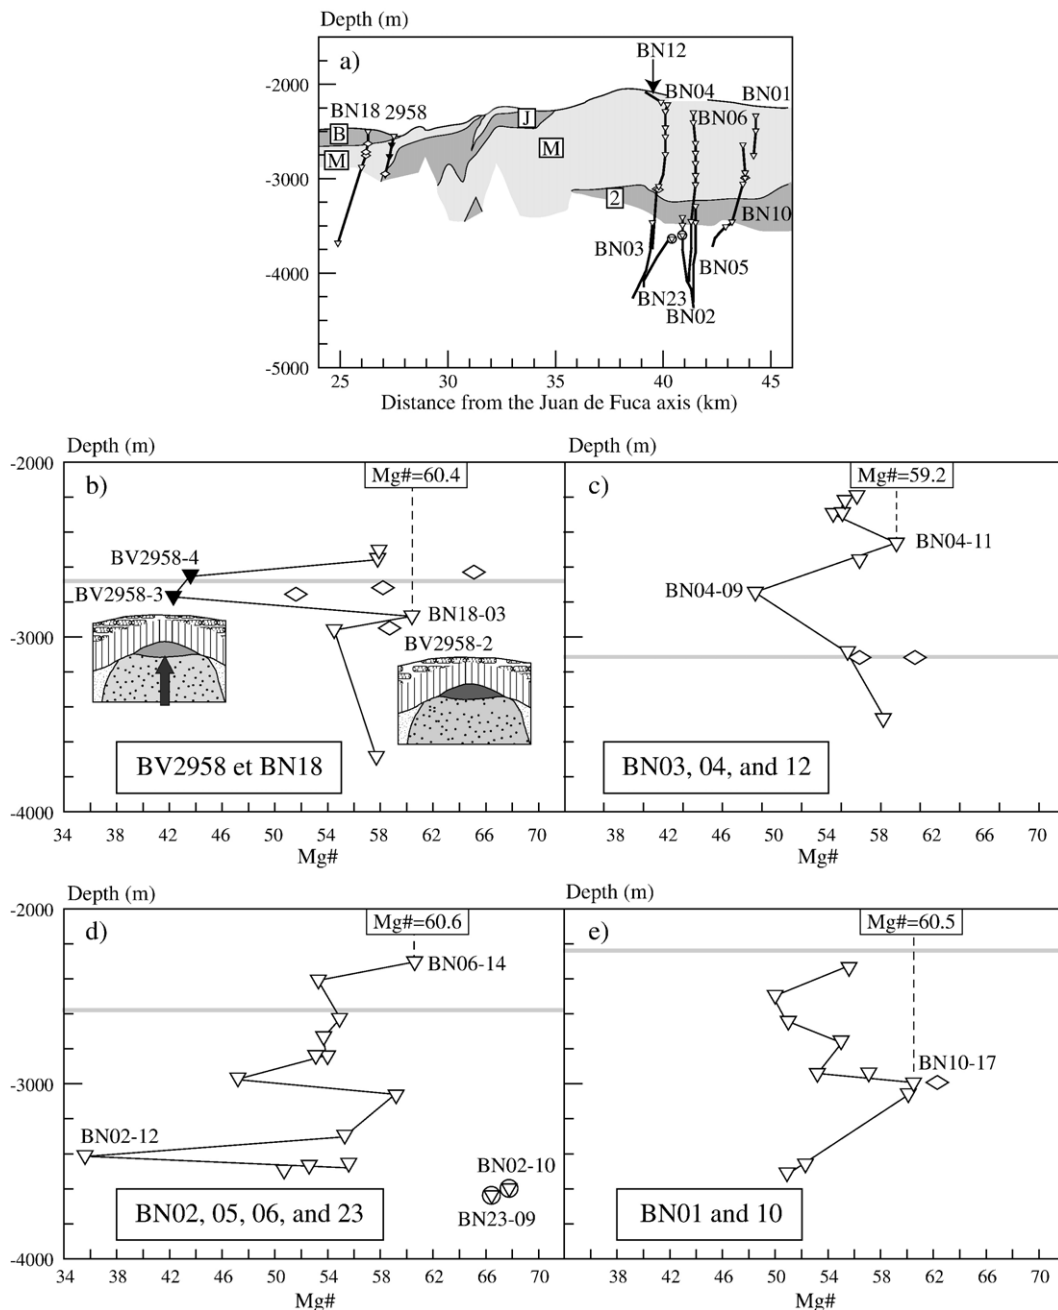 Depth (m)
a)
BN12
BN04
BN01
BN18
2958
BN06
B
J
M
M
2
BN10
BN03
BN05
BN23
BN02
-2000
-3000
-4000
-5000
25 30 35 40 45
Distance from the Juan de Fuca axis (km)
Depth (m)
-2000
b)
Mg#=60.4
BV2958-4
BV2958-3
BN18-03
BV2958-2
-3000
BV2958 et BN18
-4000
34 38 42 46 50 54 58 62 66 70
Mg#
Depth (m)
-2000
c)
Mg#=59.2
BN04-11
BN04-09
-3000
BN03, 04, and 12
-4000
38 42 46 50 54 58 62 66 70
Mg#
Depth (m)
-2000
d)
Mg#=60.6
BN06-14
-3000
BN02-12
BN02-10
BN23-09
BN02, 05, 06, and 23
-4000
34 38 42 46 50 54 58 62 66 70
Mg#
Depth (m)
-2000
e)
Mg#=60.5
BN10-17
-3000
BN01 and 10
-4000
38 42 46 50 54 58 62 66 70
Mg#